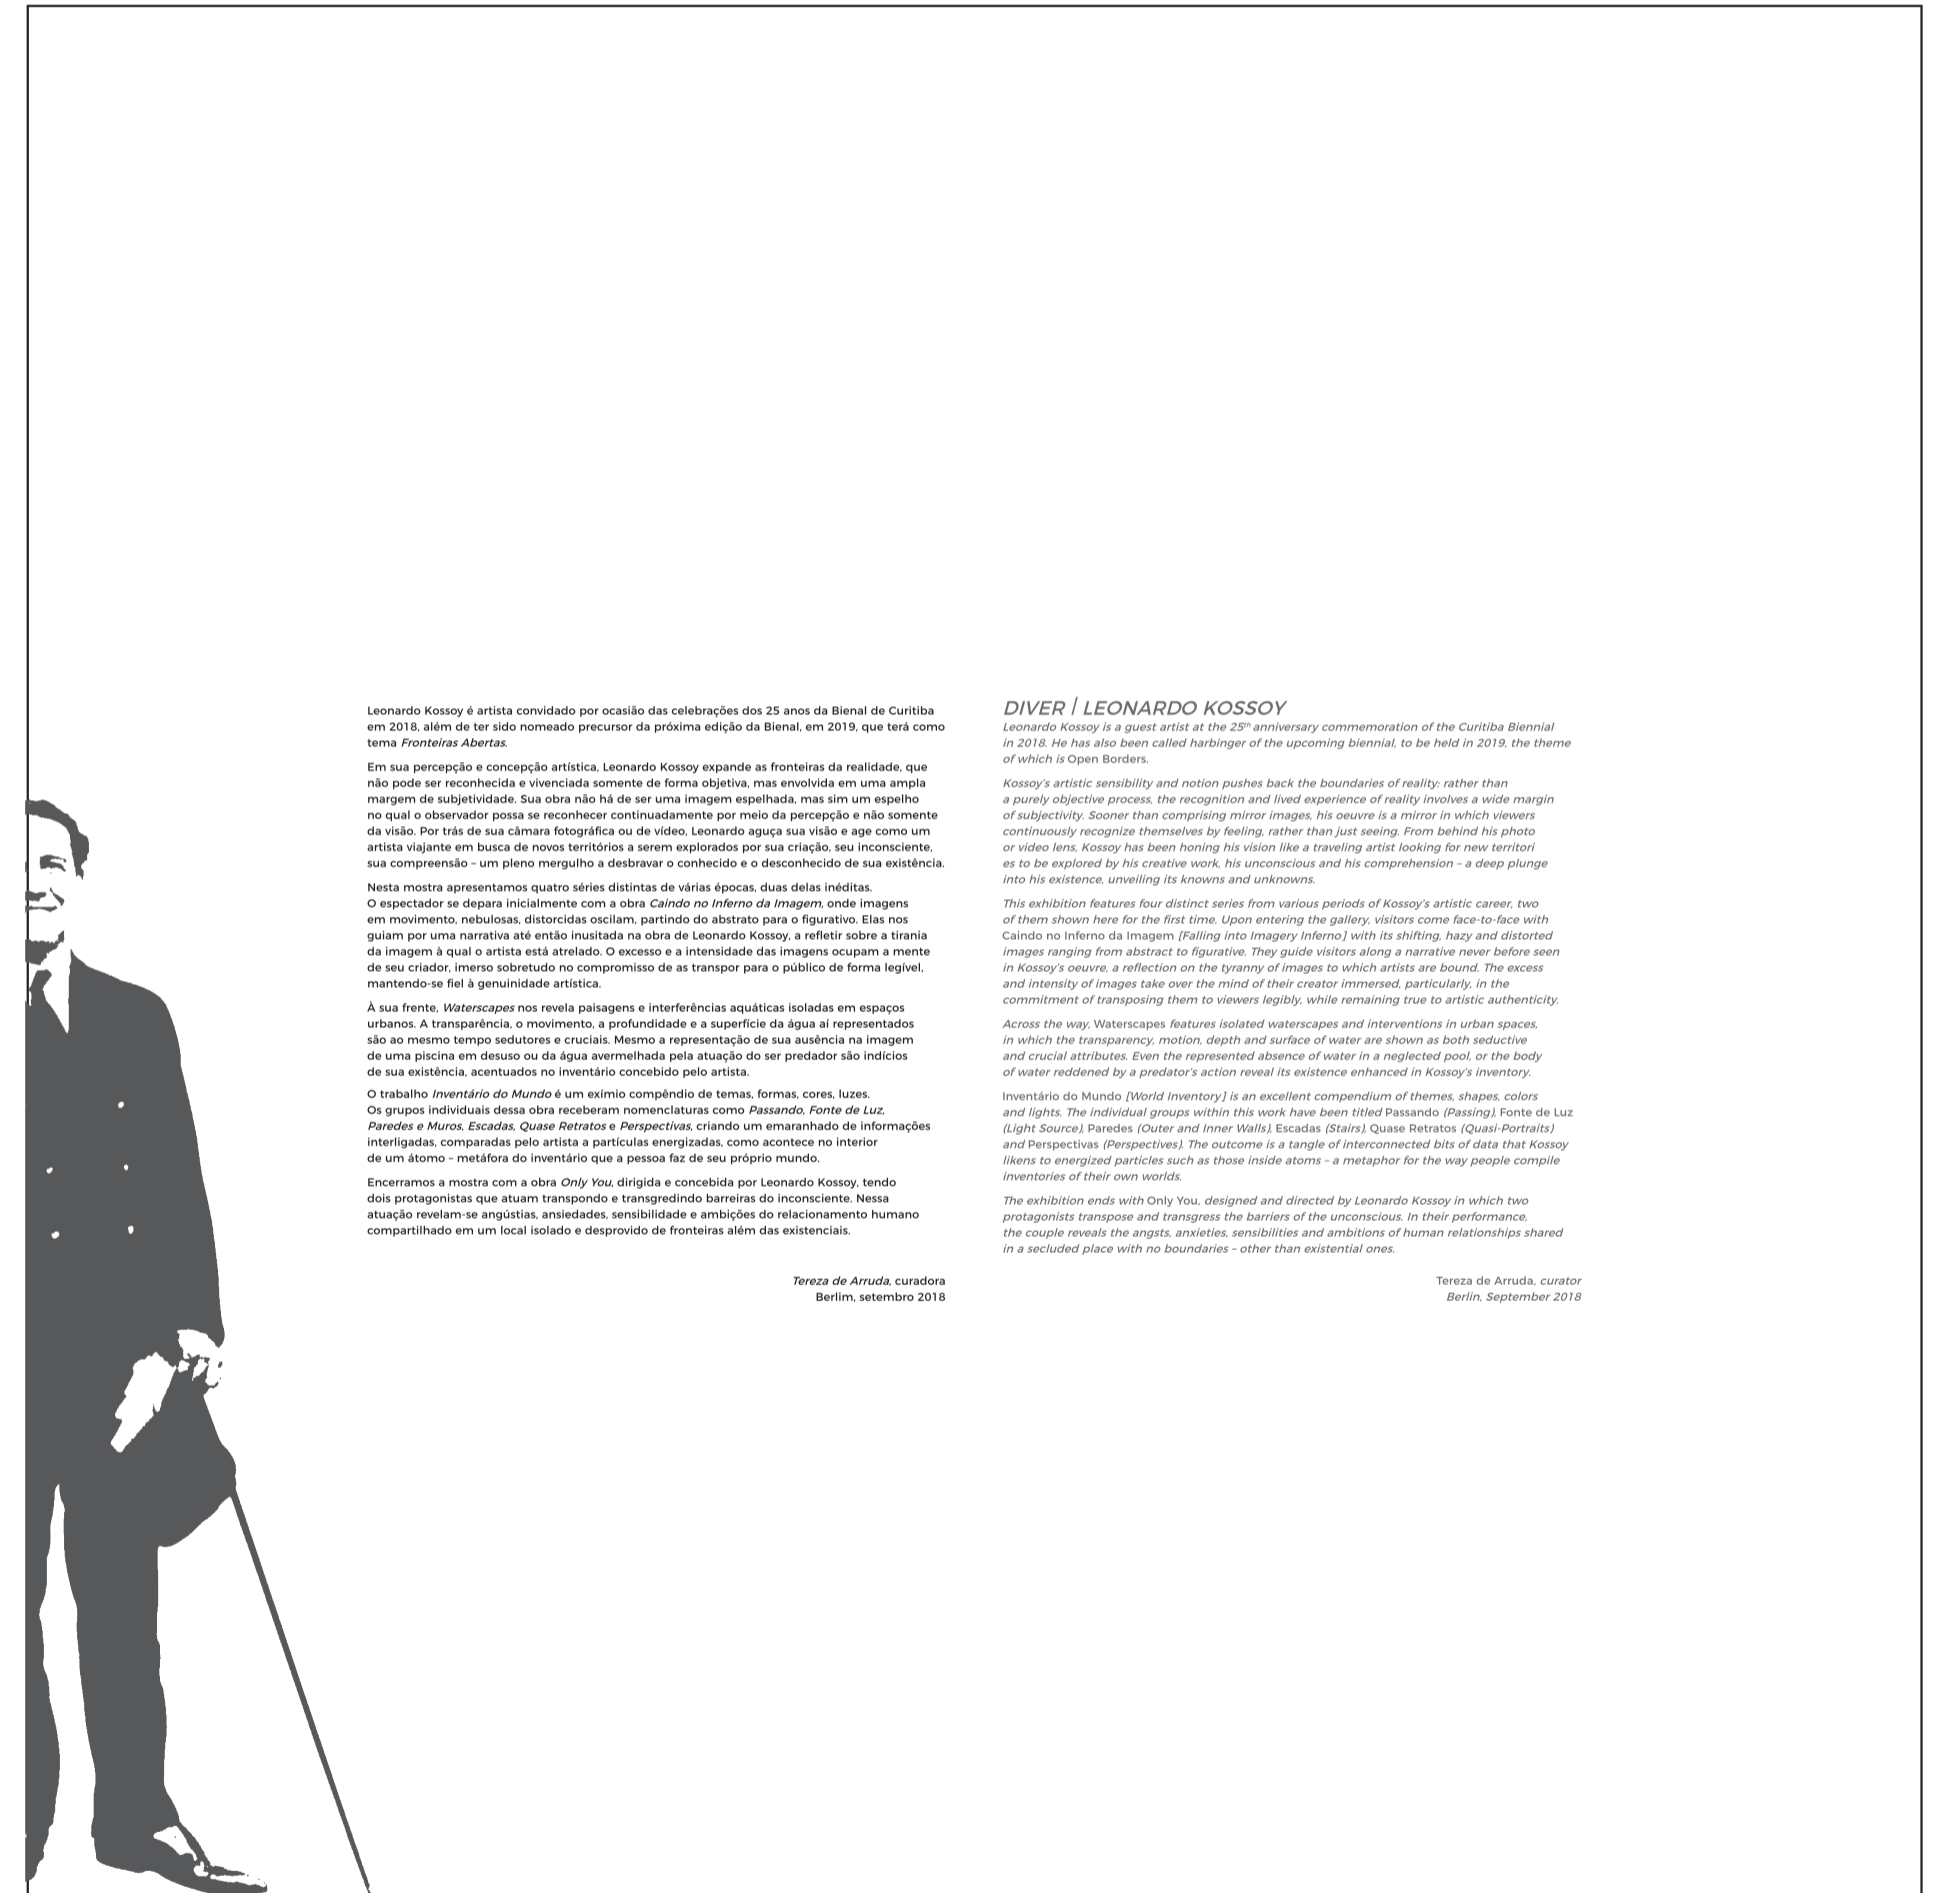 Leonardo Kossoy é artista convidado por ocasião das celebrações dos 25 anos da Bienal de Curitiba
em 2018, além de ter sido nomeado precursor da próxima edição da Bienal, em 2019, que terá como
tema Fronteiras Abertas.
Em sua percepção e concepção artística, Leonardo Kossoy expande as fronteiras da realidade, que
não pode ser reconhecida e vivenciada somente de forma objetiva, mas envolvida em uma ampla
margem de subjetividade. Sua obra não há de ser uma imagem espelhada, mas sim um espelho
no qual o observador possa se reconhecer continuadamente por meio da percepção e não somente
da visão. Por trás de sua câmara fotográfica ou de vídeo, Leonardo aguça sua visão e age como um
artista viajante em busca de novos territórios a serem explorados por sua criação, seu inconsciente,
sua compreensão – um pleno mergulho a desbravar o conhecido e o desconhecido de sua existência.
Nesta mostra apresentamos quatro séries distintas de várias épocas, duas delas inéditas.
O espectador se depara inicialmente com a obra Caindo no Inferno da Imagem, onde imagens
em movimento, nebulosas, distorcidas oscilam, partindo do abstrato para o figurativo. Elas nos
guiam por uma narrativa até então inusitada na obra de Leonardo Kossoy, a refletir sobre a tirania
da imagem à qual o artista está atrelado. O excesso e a intensidade das imagens ocupam a mente
de seu criador, imerso sobretudo no compromisso de as transpor para o público de forma legível,
mantendo-se fiel à genuinidade artística.
À sua frente, Waterscapes nos revela paisagens e interferências aquáticas isoladas em espaços
urbanos. A transparência, o movimento, a profundidade e a superfície da água aí representados
são ao mesmo tempo sedutores e cruciais. Mesmo a representação de sua ausência na imagem
de uma piscina em desuso ou da água avermelhada pela atuação do ser predador são indícios
de sua existência, acentuados no inventário concebido pelo artista.
O trabalho Inventário do Mundo é um exímio compêndio de temas, formas, cores, luzes.
Os grupos individuais dessa obra receberam nomenclaturas como Passando, Fonte de Luz,
Paredes e Muros, Escadas, Quase Retratos e Perspectivas, criando um emaranhado de informações
interligadas, comparadas pelo artista a partículas energizadas, como acontece no interior
de um átomo – metáfora do inventário que a pessoa faz de seu próprio mundo.
Encerramos a mostra com a obra Only You, dirigida e concebida por Leonardo Kossoy, tendo
dois protagonistas que atuam transpondo e transgredindo barreiras do inconsciente. Nessa
atuação revelam-se angústias, ansiedades, sensibilidade e ambições do relacionamento humano
compartilhado em um local isolado e desprovido de fronteiras além das existenciais.
Tereza de Arruda, curadora
Berlim, setembro 2018
DIVER | LEONARDO KOSSOY
Leonardo Kossoy is a guest artist at the 25th anniversary commemoration of the Curitiba Biennial
in 2018. He has also been called harbinger of the upcoming biennial, to be held in 2019, the theme
of which is Open Borders.
Kossoy's artistic sensibility and notion pushes back the boundaries of reality: rather than
a purely objective process, the recognition and lived experience of reality involves a wide margin
of subjectivity. Sooner than comprising mirror images, his oeuvre is a mirror in which viewers
continuously recognize themselves by feeling, rather than just seeing. From behind his photo
or video lens, Kossoy has been honing his vision like a traveling artist looking for new territori
es to be explored by his creative work, his unconscious and his comprehension – a deep plunge
into his existence, unveiling its knowns and unknowns.
This exhibition features four distinct series from various periods of Kossoy's artistic career, two
of them shown here for the first time. Upon entering the gallery, visitors come face-to-face with
Caindo no Inferno da Imagem [Falling into Imagery Inferno] with its shifting, hazy and distorted
images ranging from abstract to figurative. They guide visitors along a narrative never before seen
in Kossoy's oeuvre, a reflection on the tyranny of images to which artists are bound. The excess
and intensity of images take over the mind of their creator immersed, particularly, in the
commitment of transposing them to viewers legibly, while remaining true to artistic authenticity.
Across the way, Waterscapes features isolated waterscapes and interventions in urban spaces,
in which the transparency, motion, depth and surface of water are shown as both seductive
and crucial attributes. Even the represented absence of water in a neglected pool, or the body
of water reddened by a predator's action reveal its existence enhanced in Kossoy's inventory.
Inventário do Mundo [World Inventory] is an excellent compendium of themes, shapes, colors
and lights. The individual groups within this work have been titled Passando (Passing), Fonte de Luz
(Light Source), Paredes (Outer and Inner Walls), Escadas (Stairs), Quase Retratos (Quasi-Portraits)
and Perspectivas (Perspectives). The outcome is a tangle of interconnected bits of data that Kossoy
likens to energized particles such as those inside atoms – a metaphor for the way people compile
inventories of their own worlds.
The exhibition ends with Only You, designed and directed by Leonardo Kossoy in which two
protagonists transpose and transgress the barriers of the unconscious. In their performance,
the couple reveals the angsts, anxieties, sensibilities and ambitions of human relationships shared
in a secluded place with no boundaries – other than existential ones.
Tereza de Arruda, curator
Berlin, September 2018